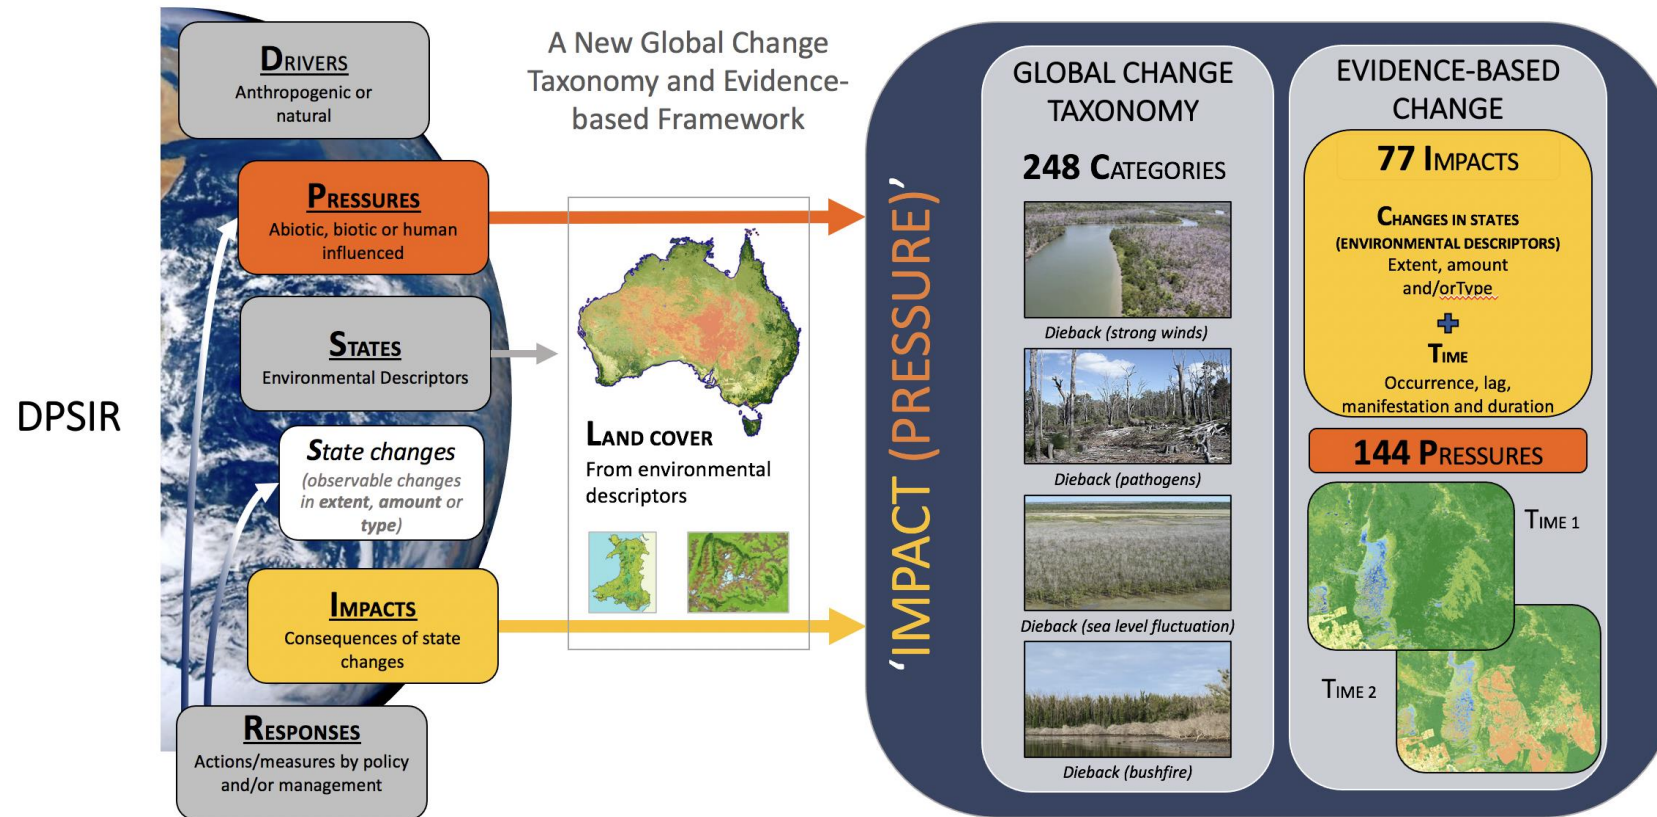 DPSIR
DRIVERS
Anthropogenic or
natural
PRESSURES
Abiotic, biotic or human
influenced
STATES
Environmental Descriptors
State changes
(observable changes
in extent, amount or
type)
IMPACTS
Consequences of state
changes
RESPONSES
Actions/measures by policy
and/or management
A New Global Change
Taxonomy and Evidence-
based Framework
LAND COVER
From environmental
descriptors
‘IMPACT (PRESSURE)’
GLOBAL CHANGE
TAXONOMY
248 CATEGORIES
Dieback (strong winds)
Dieback (pathogens)
Dieback (sea level fluctuation)
Dieback (bushfire)
EVIDENCE-BASED
CHANGE
77 IMPACTS
CHANGES IN STATES
(ENVIRONMENTAL DESCRIPTORS)
Extent, amount
and/orType
TIME
Occurrence, lag,
manifestation and duration
144 PRESSURES
TIME 1
TIME 2